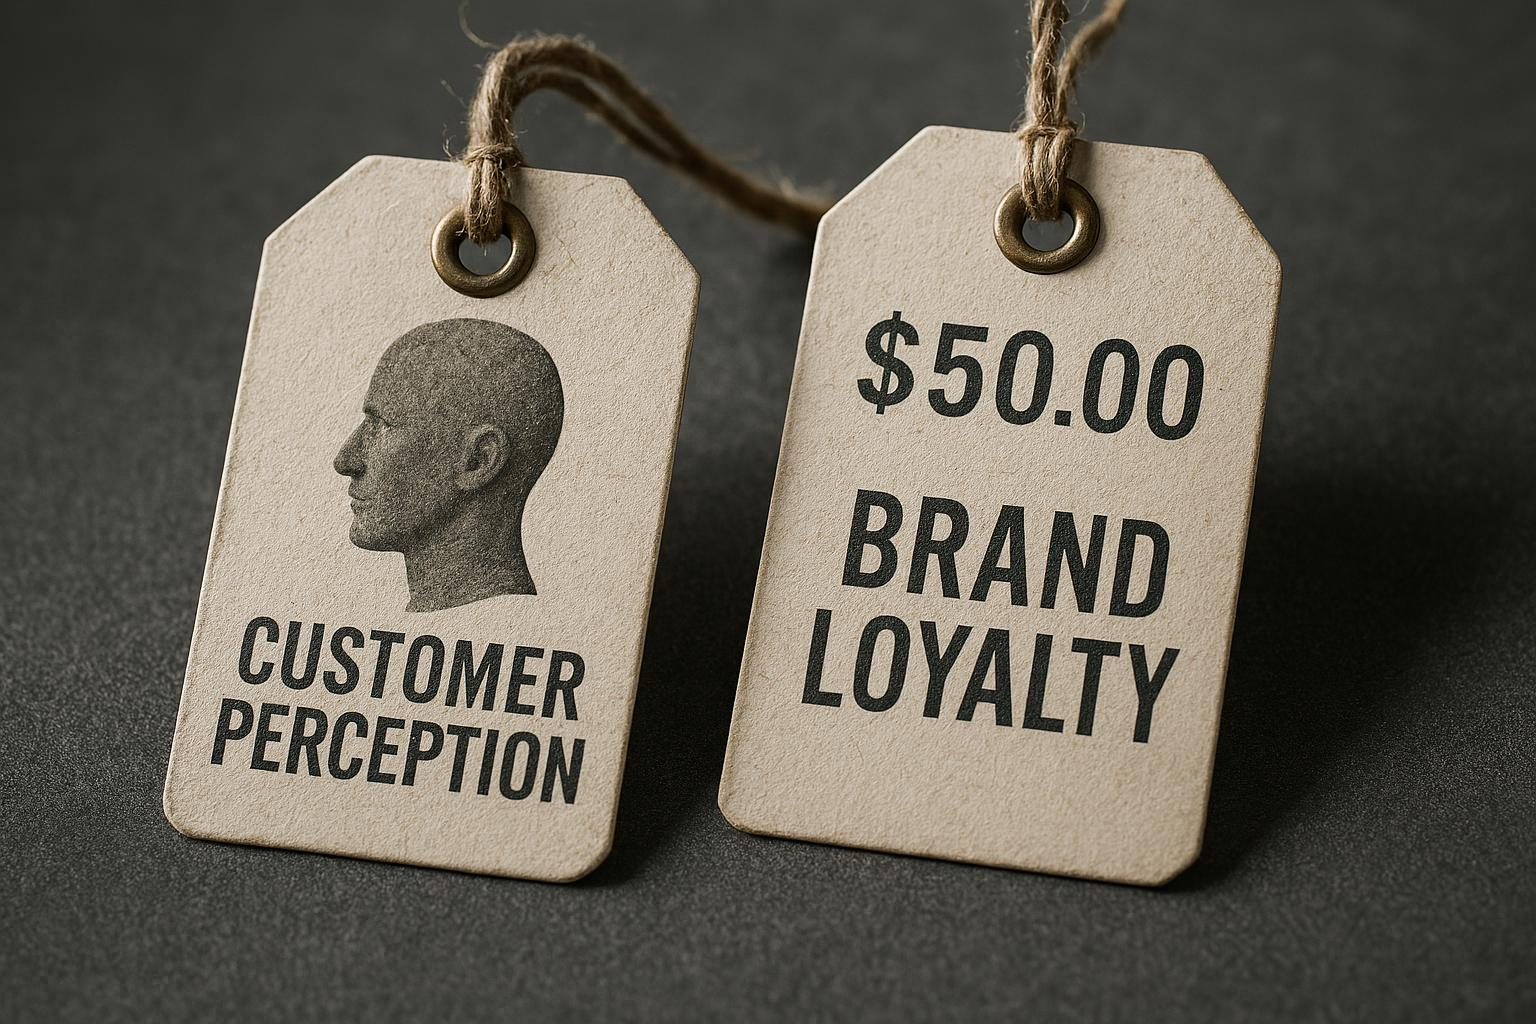 CUSTOMER
PERCEPTION
$50.00
BRAND
LOYALTY